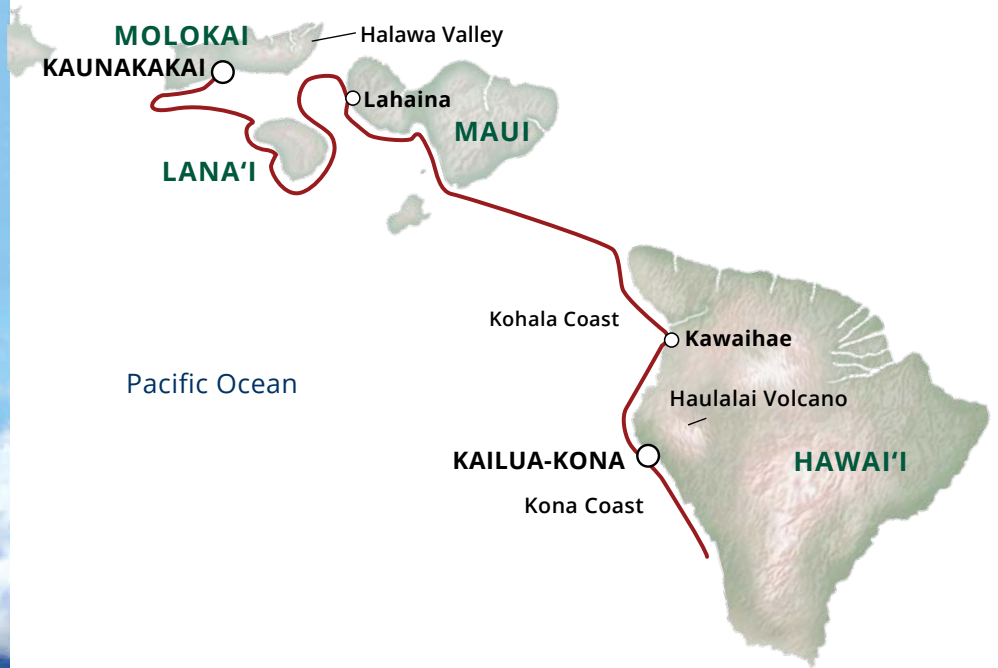 MOLOKAI
Halawa Valley
KAUNAKAKAI
Lahaina
MAUI
LANA‘I
Kohala Coast
Kawaihae
Pacific Ocean
Haulalai Volcano
KAILUA-KONA
HAWAI‘I
Kona Coast